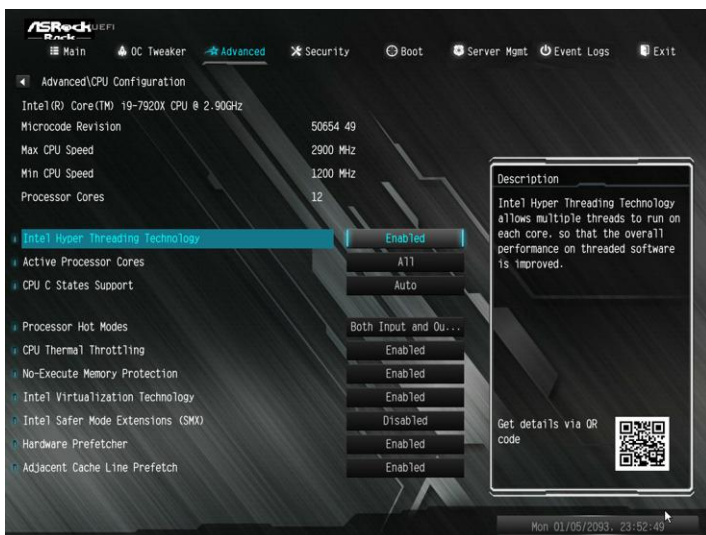 ASRock UEFI
Rack
Main OC Tweaker Advanced Security Boot Server Mgmt Event Logs Exit
Advanced\CPU Configuration
Intel(R) Core(TM) i9-7920X CPU @ 2.90GHz
Microcode Revision 50654 49
Max CPU Speed 2900 MHz
Min CPU Speed 1200 MHz
Processor Cores 12
Intel Hyper Threading Technology Enabled
Active Processor Cores All
CPU C States Support Auto
Processor Hot Modes Both Input and Ou...
CPU Thermal Throttling Enabled
No-Execute Memory Protection Enabled
Intel Virtualization Technology Enabled
Intel Safer Mode Extensions (SMX) Disabled
Hardware Prefetcher Enabled
Adjacent Cache Line Prefetch Enabled
Description
Intel Hyper Threading Technology
allows multiple threads to run on
each core. so that the overall
performance on threaded software
is improved.
Get details via QR
code
Mon 01/05/2093. 23:52:49